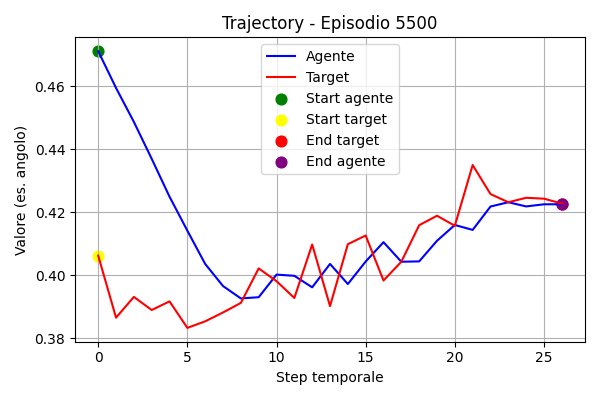 Trajectory - Episodio 5500
Agente
Target
Start agente
Start target
End target
End agente
Valore (es. angolo)
0.46
0.44
0.42
0.40
0.38
0
5
10
15
20
25
Step temporale